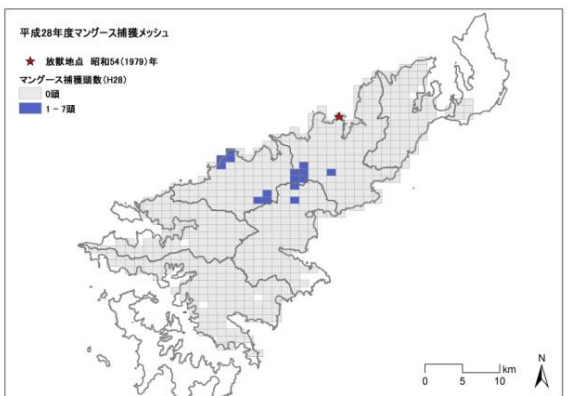 平成28年度マングース捕獲メッシュ
放獣地点 昭和54(1979)年
マングース捕獲頭数(H28)
0頭
1 - 7頭
N
km
0 5 10